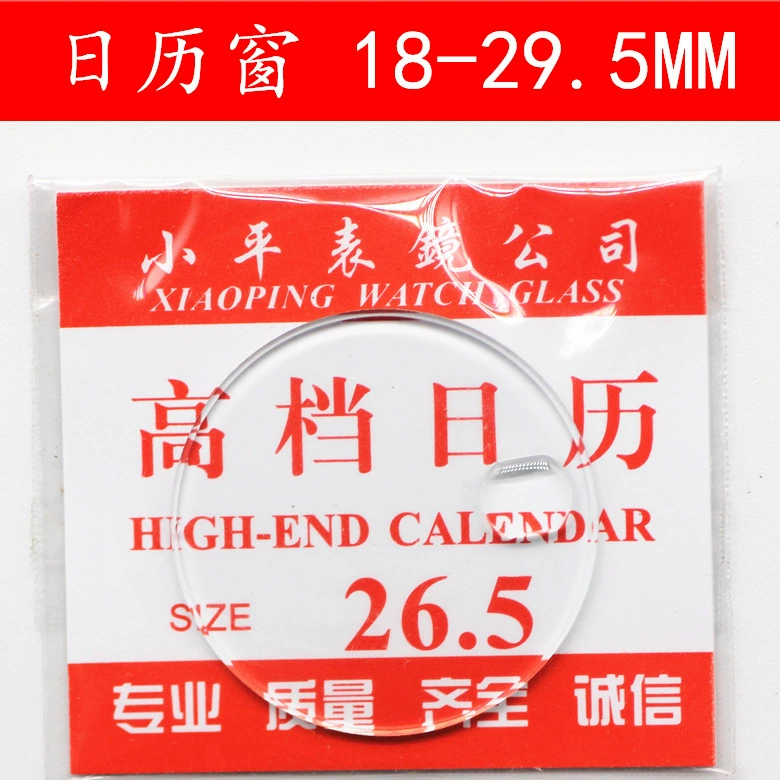 日历窗 18-29.5MM
小平表鏡公司
XIAOPING WATCH GLASS
高档日历
HIGH-END CALENDAR
SIZE 26.5
专业 质量 齐全 诚信